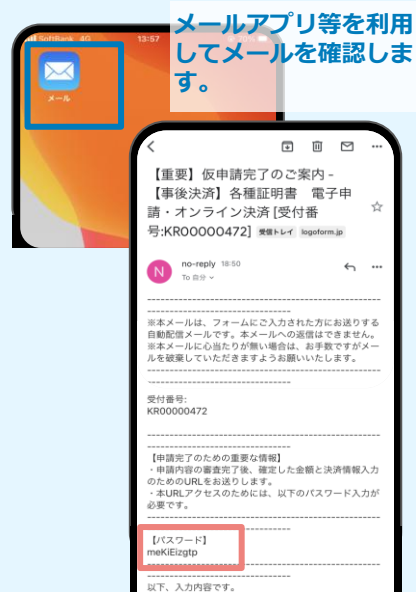 メールアプリ等を利用
してメールを確認しま
す。
SoftBank 4G 13:57
メール
【重要】仮申請完了のご案内 -
【事後決済】各種証明書　電子申
請・オンライン決済 [受付番
号:KR00000472] 受信トレイ logoform.jp
N
no-reply 18:50
To 自分
------------------------------------------------
------------------------------
※本メールは、フォームにご入力された方にお送りする
自動配信メールです。本メールへの返信はできません。
※本メールに心当たりが無い場合は、お手数ですがメー
ルを破棄していただきますようお願いいたします。
------------------------------------------------
------------------------------
受付番号:
KR00000472
------------------------------------------------
------------------------------
【申請完了のための重要な情報】
・申請内容の審査完了後、確定した金額と決済情報入力
のためのURLをお送りします。
・本URLアクセスのためには、以下のパスワード入力が
必要です。
------------------------------------------------
------------------------------
【パスワード】
meKiEizgtp
------------------------------------------------
------------------------------
以下、入力内容です。